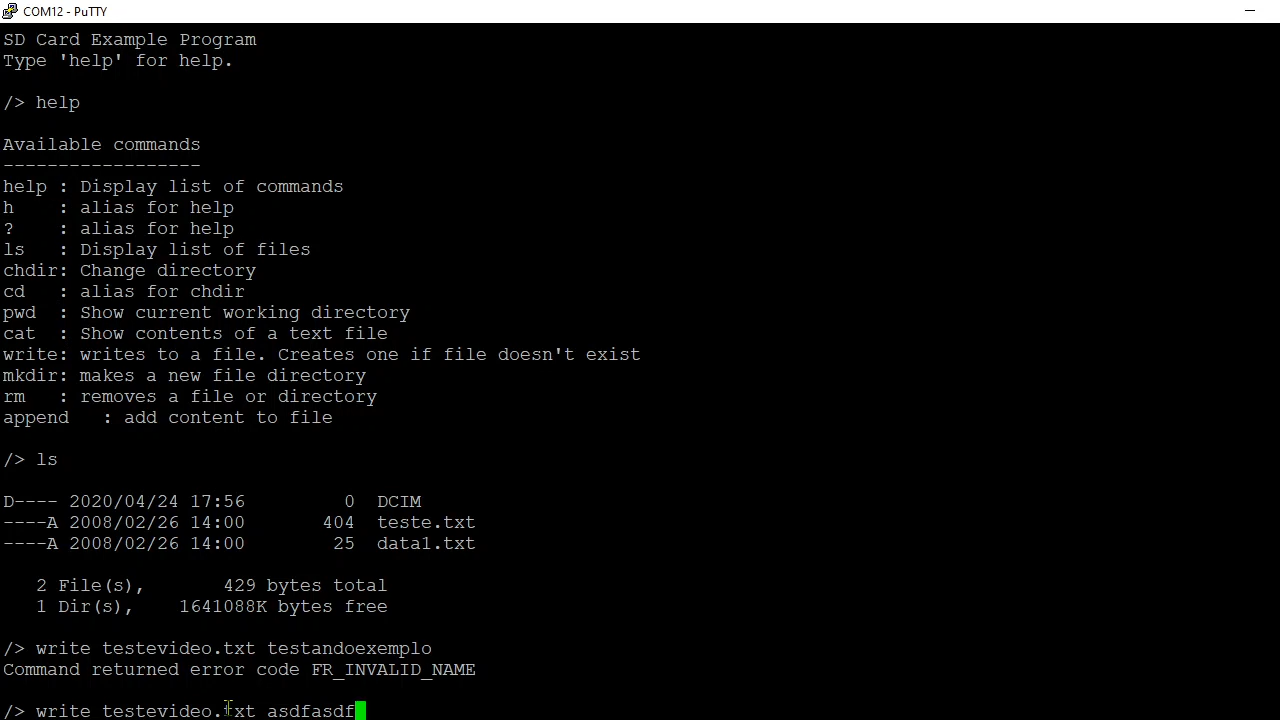 COM12 - PuTTY
SD Card Example Program
Type 'help' for help.
/> help
Available commands
------------------
help : Display list of commands
h    : alias for help
?    : alias for help
ls   : Display list of files
chdir: Change directory
cd   : alias for chdir
pwd  : Show current working directory
cat  : Show contents of a text file
write: writes to a file. Creates one if file doesn't exist
mkdir: makes a new file directory
rm   : removes a file or directory
append   : add content to file
/> ls
D---- 2020/04/24 17:56         0  DCIM
----A 2008/02/26 14:00       404  teste.txt
----A 2008/02/26 14:00        25  data1.txt
   2 File(s),       429 bytes total
   1 Dir(s),    1641088K bytes free
/> write testevideo.txt testandoexemplo
Command returned error code FR_INVALID_NAME
/> write testevideo.txt asdfasdf